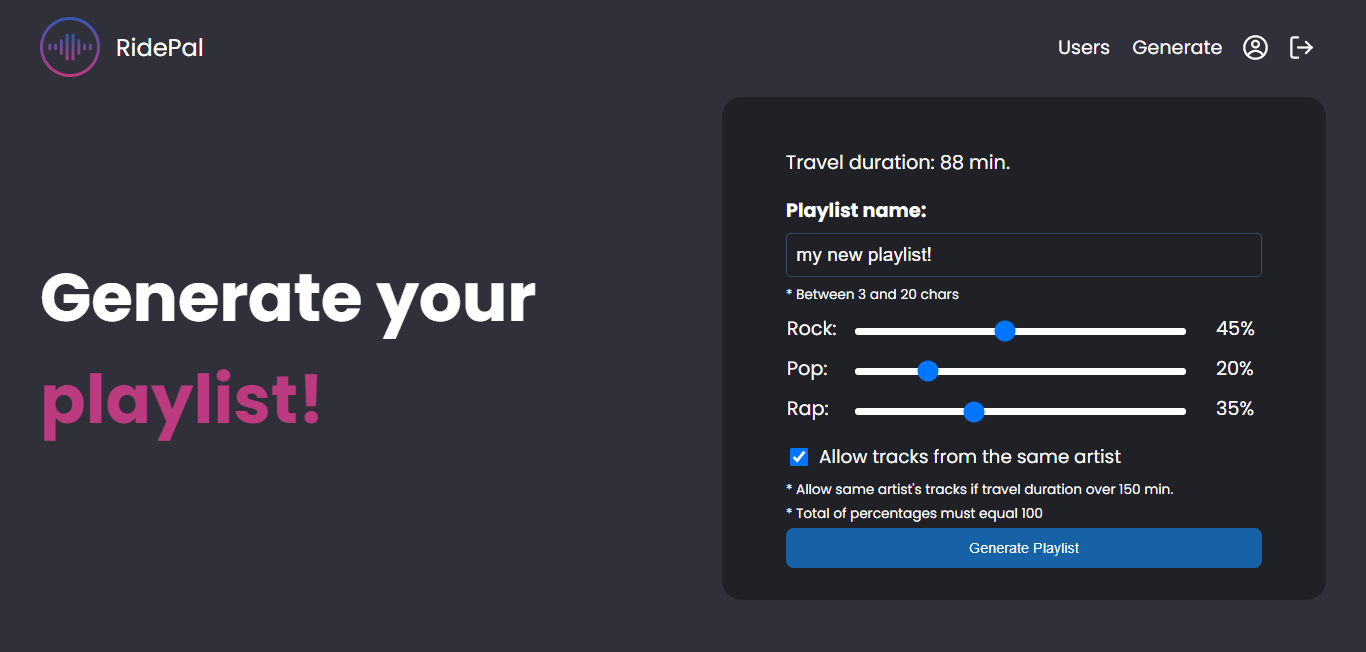 RidePal
Users Generate
Generate your
playlist!
Travel duration: 88 min.
Playlist name:
my new playlist!
* Between 3 and 20 chars
Rock: 45%
Pop: 20%
Rap: 35%
Allow tracks from the same artist
* Allow same artist's tracks if travel duration over 150 min.
* Total of percentages must equal 100
Generate Playlist